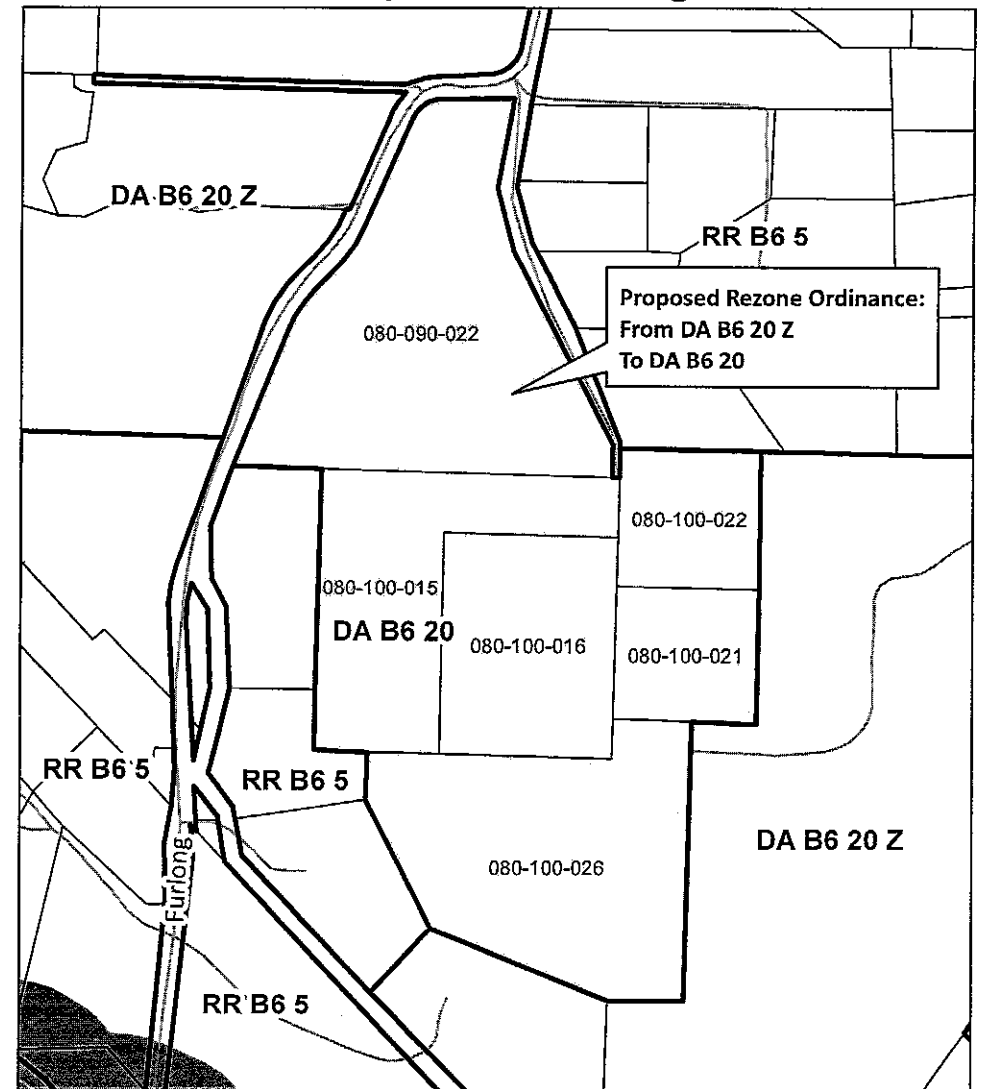 DA B6 20 Z
RR B6 5
Proposed Rezone Ordinance:
From DA B6 20 Z
To DA B6 20
080-090-022
080-100-022
080-100-015
DA B6 20
080-100-016
080-100-021
RR B6 5
RR B6 5
DA B6 20 Z
080-100-026
Furlong
RR B6 5